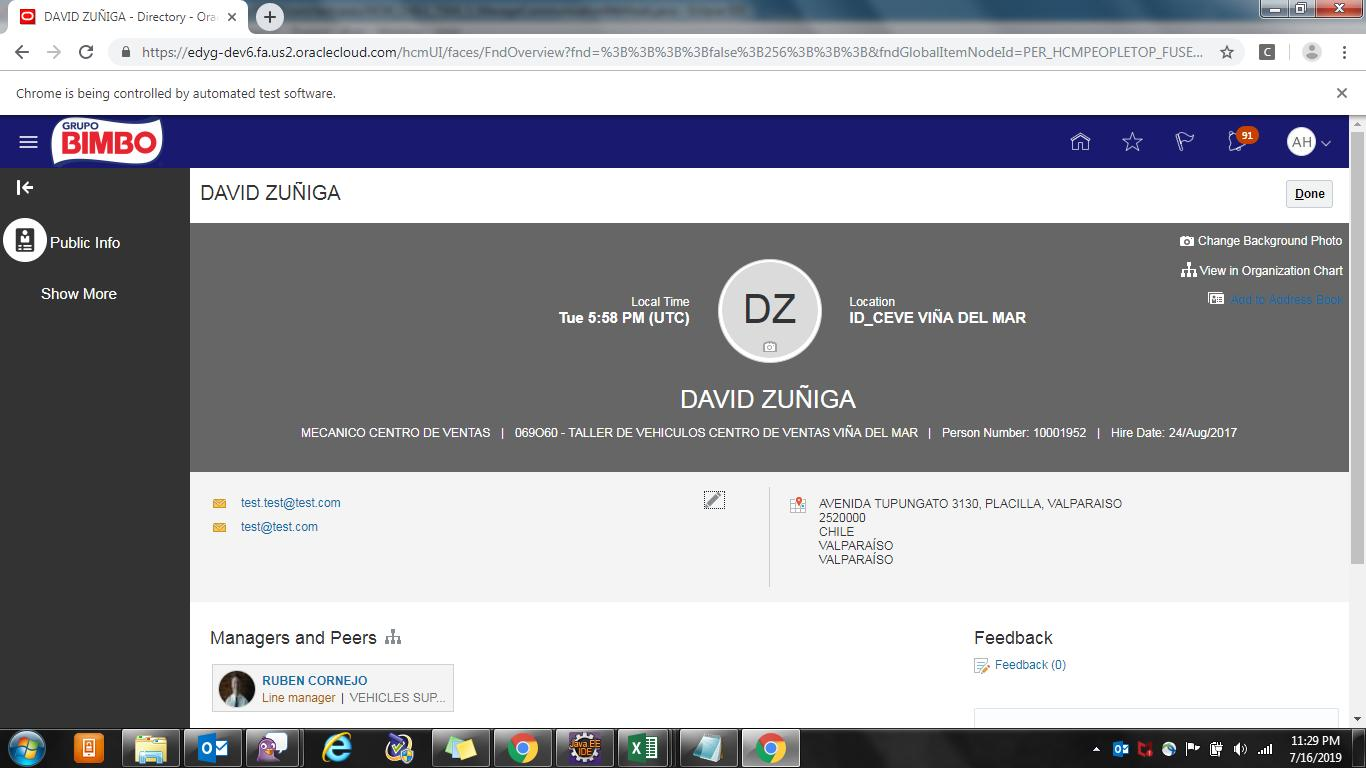 DAVID ZUÑIGA - Directory - Ora
https://edyg-dev6.fa.us2.oraclecloud.com/hcmUI/faces/FndOverview?fnd=%3B%3B%3B%3Bfalse%3B256%3B%3B%3B&fndGlobalItemNodeId=PER_HCMPEOPLETOP_FUSE...
C
Chrome is being controlled by automated test software.
GRUPO
BIMBO
91
AH
DAVID ZUÑIGA
Done
Public Info
Show More
Change Background Photo
View in Organization Chart
Add to Address Book
Local Time
Tue 5:58 PM (UTC)
DZ
Location
ID_CEVE VIÑA DEL MAR
DAVID ZUÑIGA
MECANICO CENTRO DE VENTAS | 069O60 - TALLER DE VEHICULOS CENTRO DE VENTAS VIÑA DEL MAR | Person Number: 10001952 | Hire Date: 24/Aug/2017
test.test@test.com
test@test.com
AVENIDA TUPUNGATO 3130, PLACILLA, VALPARAISO
2520000
CHILE
VALPARAÍSO
VALPARAÍSO
Managers and Peers
RUBEN CORNEJO
Line manager | VEHICLES SUP...
Feedback
Feedback (0)
Java EE
IDE
11:29 PM
7/16/2019